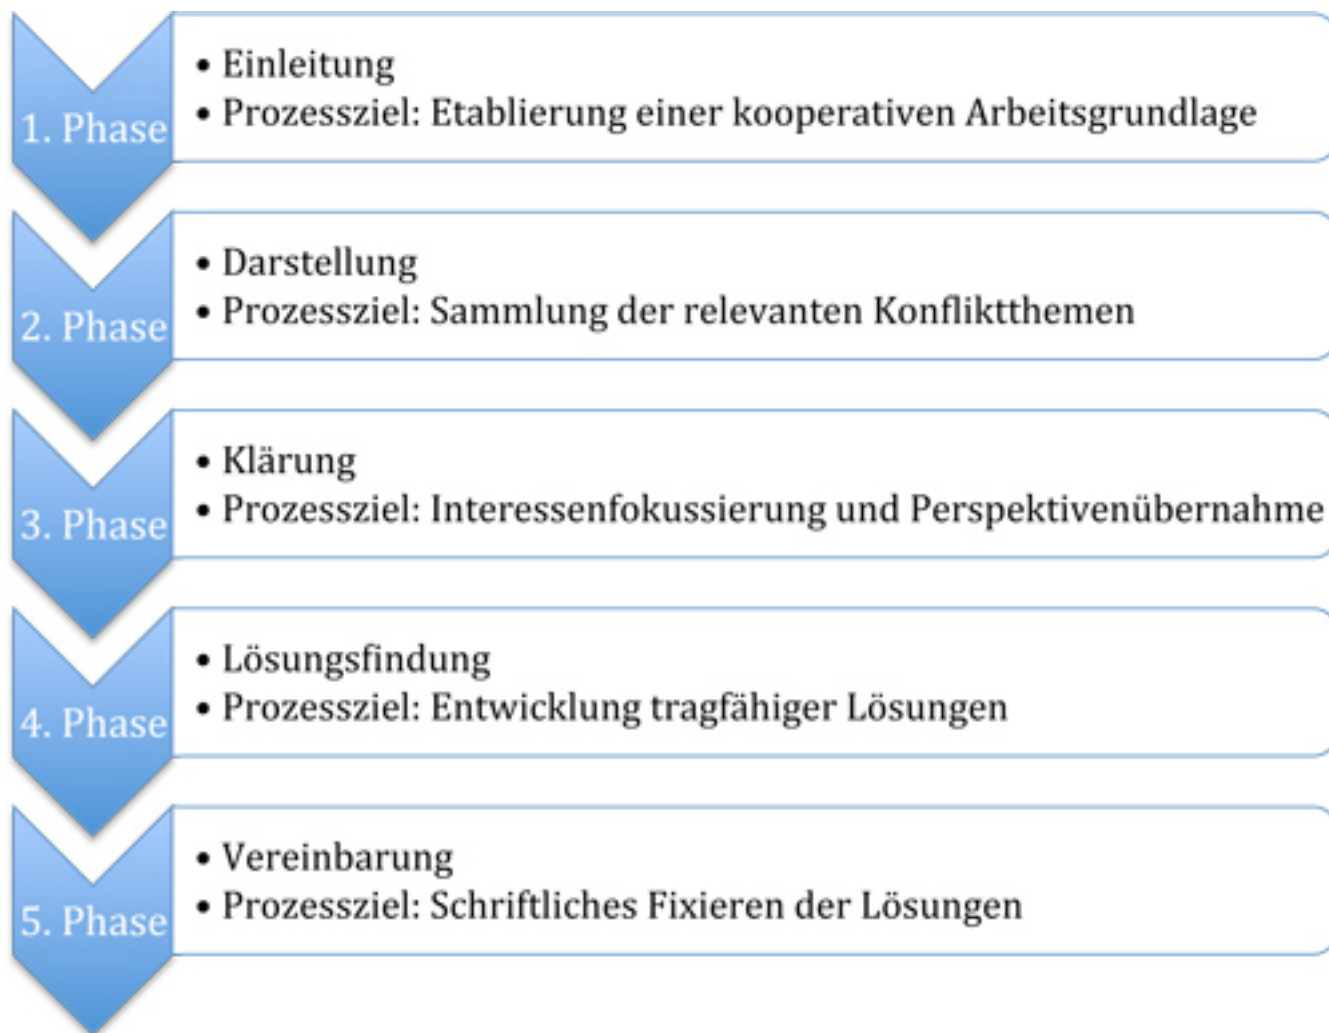 1. Phase
• Einleitung
• Prozessziel: Etablierung einer kooperativen Arbeitsgrundlage
2. Phase
• Darstellung
• Prozessziel: Sammlung der relevanten Konfliktthemen
3. Phase
• Klärung
• Prozessziel: Interessenfokussierung und Perspektivenübernahme
4. Phase
• Lösungsfindung
• Prozessziel: Entwicklung tragfähiger Lösungen
5. Phase
• Vereinbarung
• Prozessziel: Schriftliches Fixieren der Lösungen